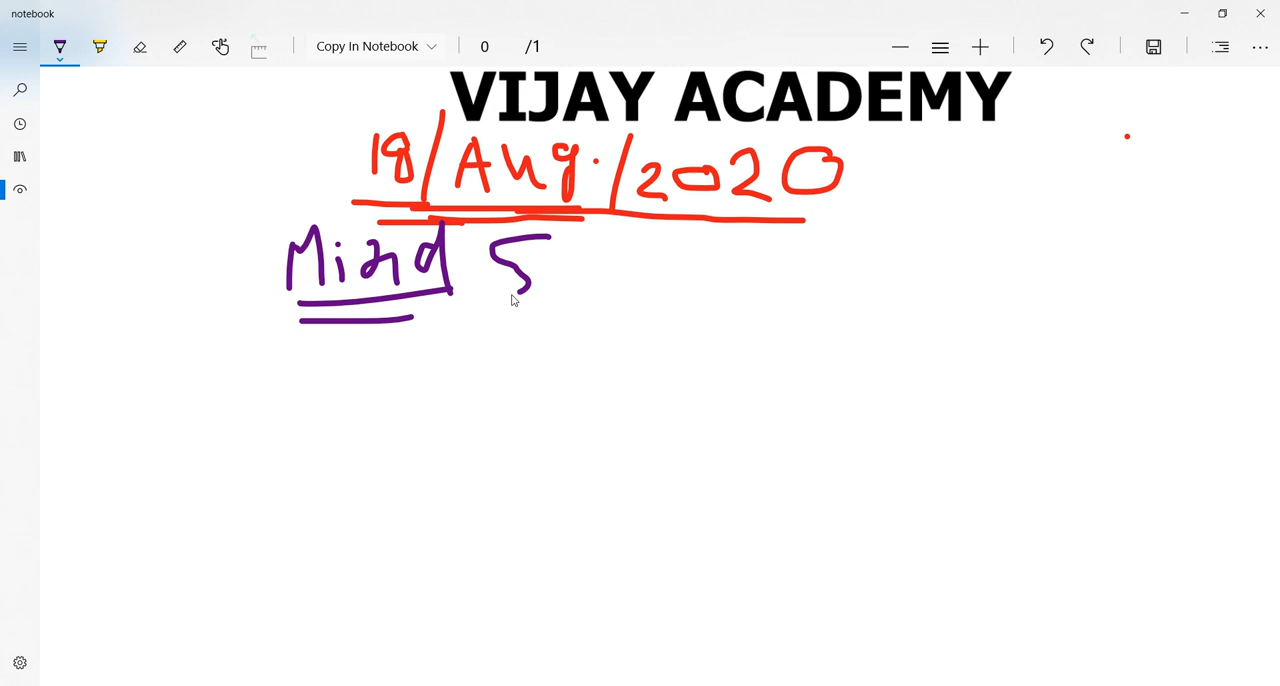 notebook
Copy In Notebook 0 /1
VIJAY ACADEMY
18/Aug./2020
Mind 5